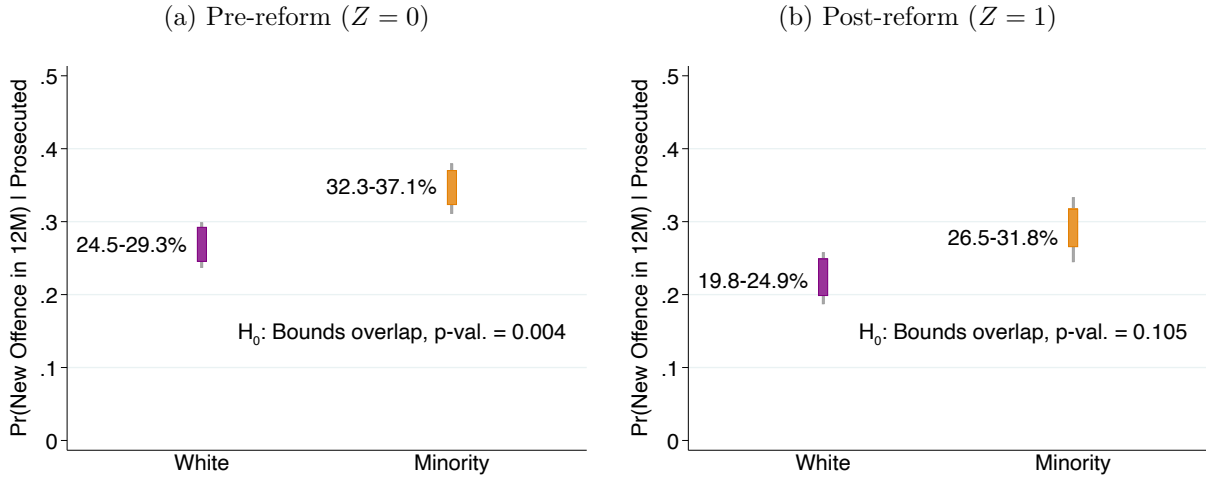 (a) Pre-reform (Z = 0)
Pr(New Offence in 12M) | Prosecuted
.5
.4
.3
.2
.1
0
24.5-29.3%
32.3-37.1%
H₀: Bounds overlap, p-val. = 0.004
White
Minority
(b) Post-reform (Z = 1)
Pr(New Offence in 12M) | Prosecuted
.5
.4
.3
.2
.1
0
19.8-24.9%
26.5-31.8%
H₀: Bounds overlap, p-val. = 0.105
White
Minority